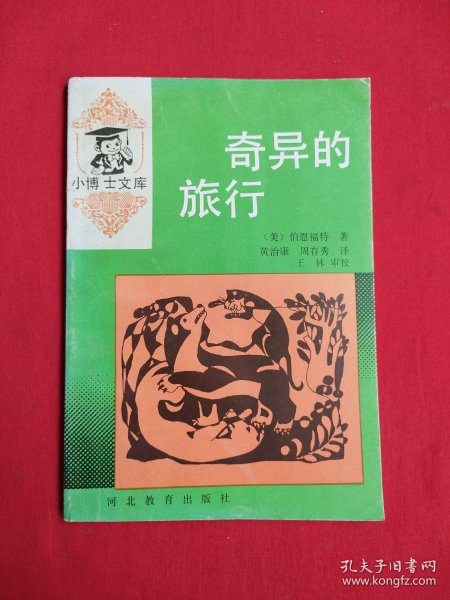 小博士文库
奇异的
旅行
（美）伯恩福特 著
黄治康 周存秀 译
王林 审校
河北教育出版社
孔夫子旧书网
www.kongfz.com